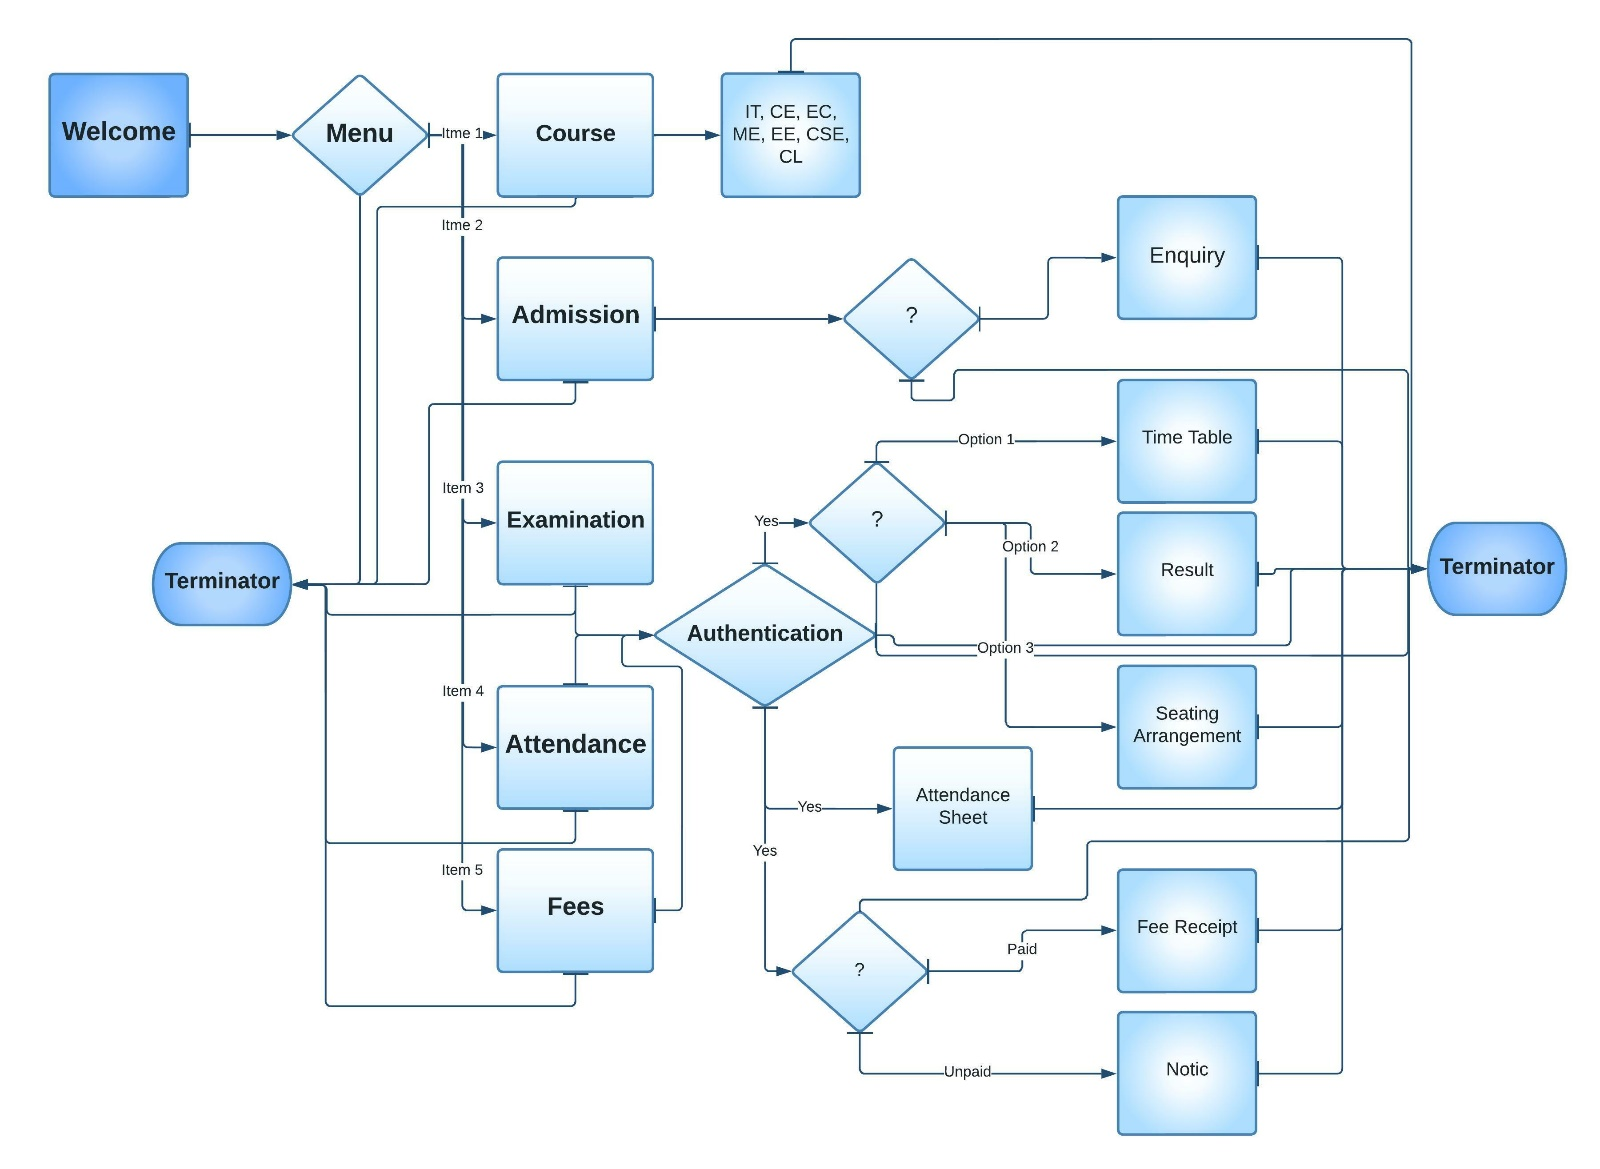 Welcome
Menu
Itme 1
Course
IT, CE, EC,
ME, EE, CSE,
CL
Itme 2
Enquiry
Admission
?
Option 1
Time Table
Item 3
Examination
Yes
?
Option 2
Result
Terminator
Terminator
Authentication
Option 3
Item 4
Attendance
Seating
Arrangement
Attendance
Sheet
Yes
Yes
Item 5
Fees
Fee Receipt
Paid
?
Unpaid
Notic